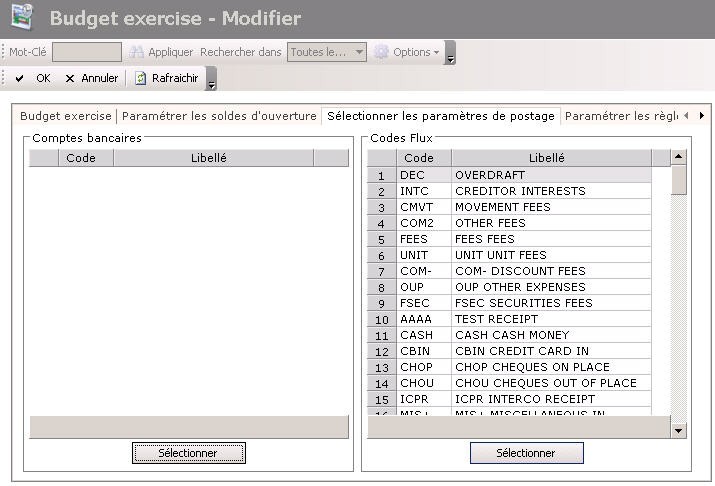 Budget exercise - Modifier
Mot-Clé Appliquer Rechercher dans Toutes le... Options
OK Annuler Rafraichir
Budget exercise Paramétrer les soldes d'ouverture Sélectionner les paramètres de postage Paramétrer les règl
Comptes bancaires
Code Libellé
Sélectionner
Codes Flux
Code Libellé
1 DEC OVERDRAFT
2 INTC CREDITOR INTERESTS
3 CMVT MOVEMENT FEES
4 COM2 OTHER FEES
5 FEES FEES FEES
6 UNIT UNIT UNIT FEES
7 COM- COM- DISCOUNT FEES
8 OUP OUP OTHER EXPENSES
9 FSEC FSEC SECURITIES FEES
10 AAAA TEST RECEIPT
11 CASH CASH CASH MONEY
12 CBIN CBIN CREDIT CARD IN
13 CHOP CHOP CHEQUES ON PLACE
14 CHOU CHOU CHEQUES OUT OF PLACE
15 ICPR ICPR INTERCO RECEIPT
16 MIS+ MIS+ MISCELLANEOUS IN
Sélectionner